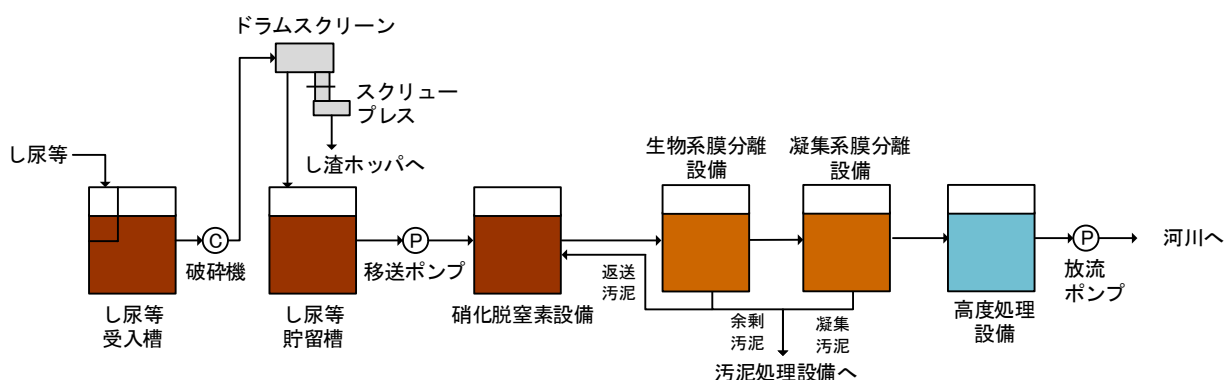 ドラムスクリーン
スクリュー
プレス
し渣ホッパへ
し尿等
C
破砕機
し尿等
受入槽
し尿等
貯留槽
P
移送ポンプ
硝化脱窒素設備
返送
汚泥
生物系膜分離
設備
凝集系膜分離
設備
余剰
汚泥
凝集
汚泥
汚泥処理設備へ
高度処理
設備
P
放流
ポンプ
河川へ